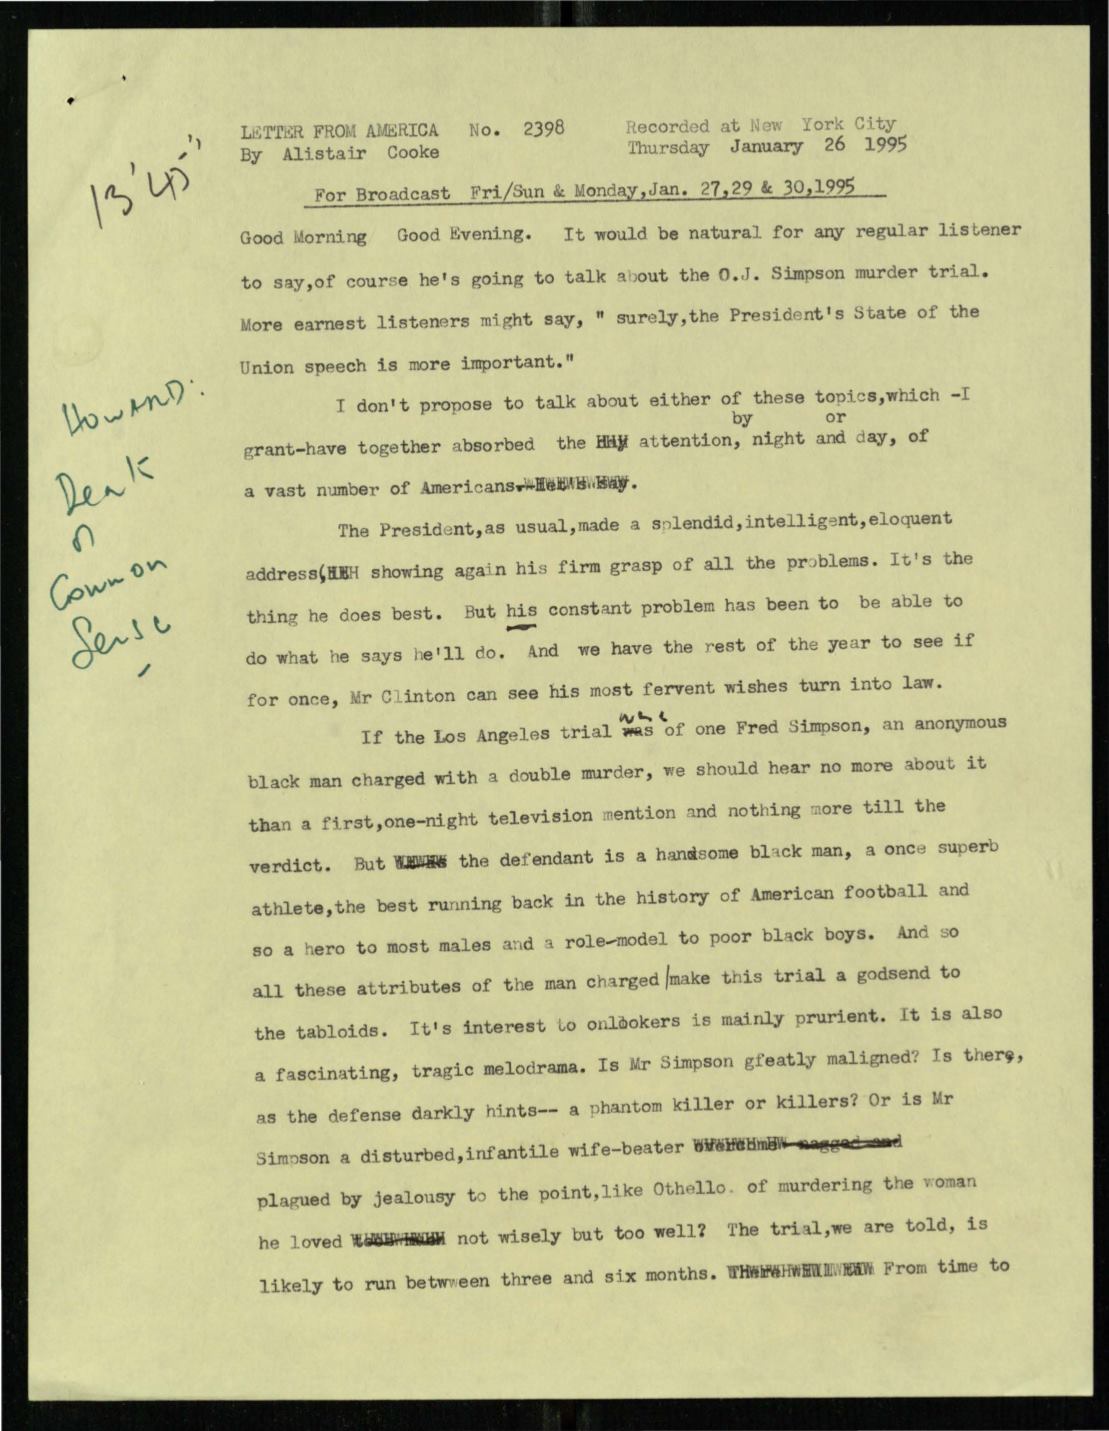 LETTER FROM AMERICA No. 2398 Recorded at New York City
By Alistair Cooke Thursday January 26 1995
13'45"
For Broadcast Fri/Sun & Monday,Jan. 27,29 & 30,1995
Good Morning Good Evening. It would be natural for any regular listener
to say,of course he's going to talk about the O.J. Simpson murder trial.
More earnest listeners might say, " surely,the President's State of the
Union speech is more important."
HOWARD:
Death
of
Common
Sense
I don't propose to talk about either of these topics,which -I
by or
grant-have together absorbed the attention, night and day, of
a vast number of Americans.
The President,as usual,made a splendid,intelligent,eloquent
address, showing again his firm grasp of all the problems. It's the
thing he does best. But his constant problem has been to be able to
do what he says he'll do. And we have the rest of the year to see if
for once, Mr Clinton can see his most fervent wishes turn into law.
were
If the Los Angeles trial was of one Fred Simpson, an anonymous
black man charged with a double murder, we should hear no more about it
than a first,one-night television mention and nothing more till the
verdict. But the defendant is a handsome black man, a once superb
athlete,the best running back in the history of American football and
so a hero to most males and a role-model to poor black boys. And so
all these attributes of the man charged/make this trial a godsend to
the tabloids. It's interest to onlookers is mainly prurient. It is also
a fascinating, tragic melodrama. Is Mr Simpson gfeatly maligned? Is there,
as the defense darkly hints-- a phantom killer or killers? Or is Mr
Simpson a disturbed,infantile wife-beater overcome nagged and
plagued by jealousy to the point,like Othello. of murdering the woman
he loved not wisely but too well? The trial,we are told, is
likely to run betwween three and six months. From time to